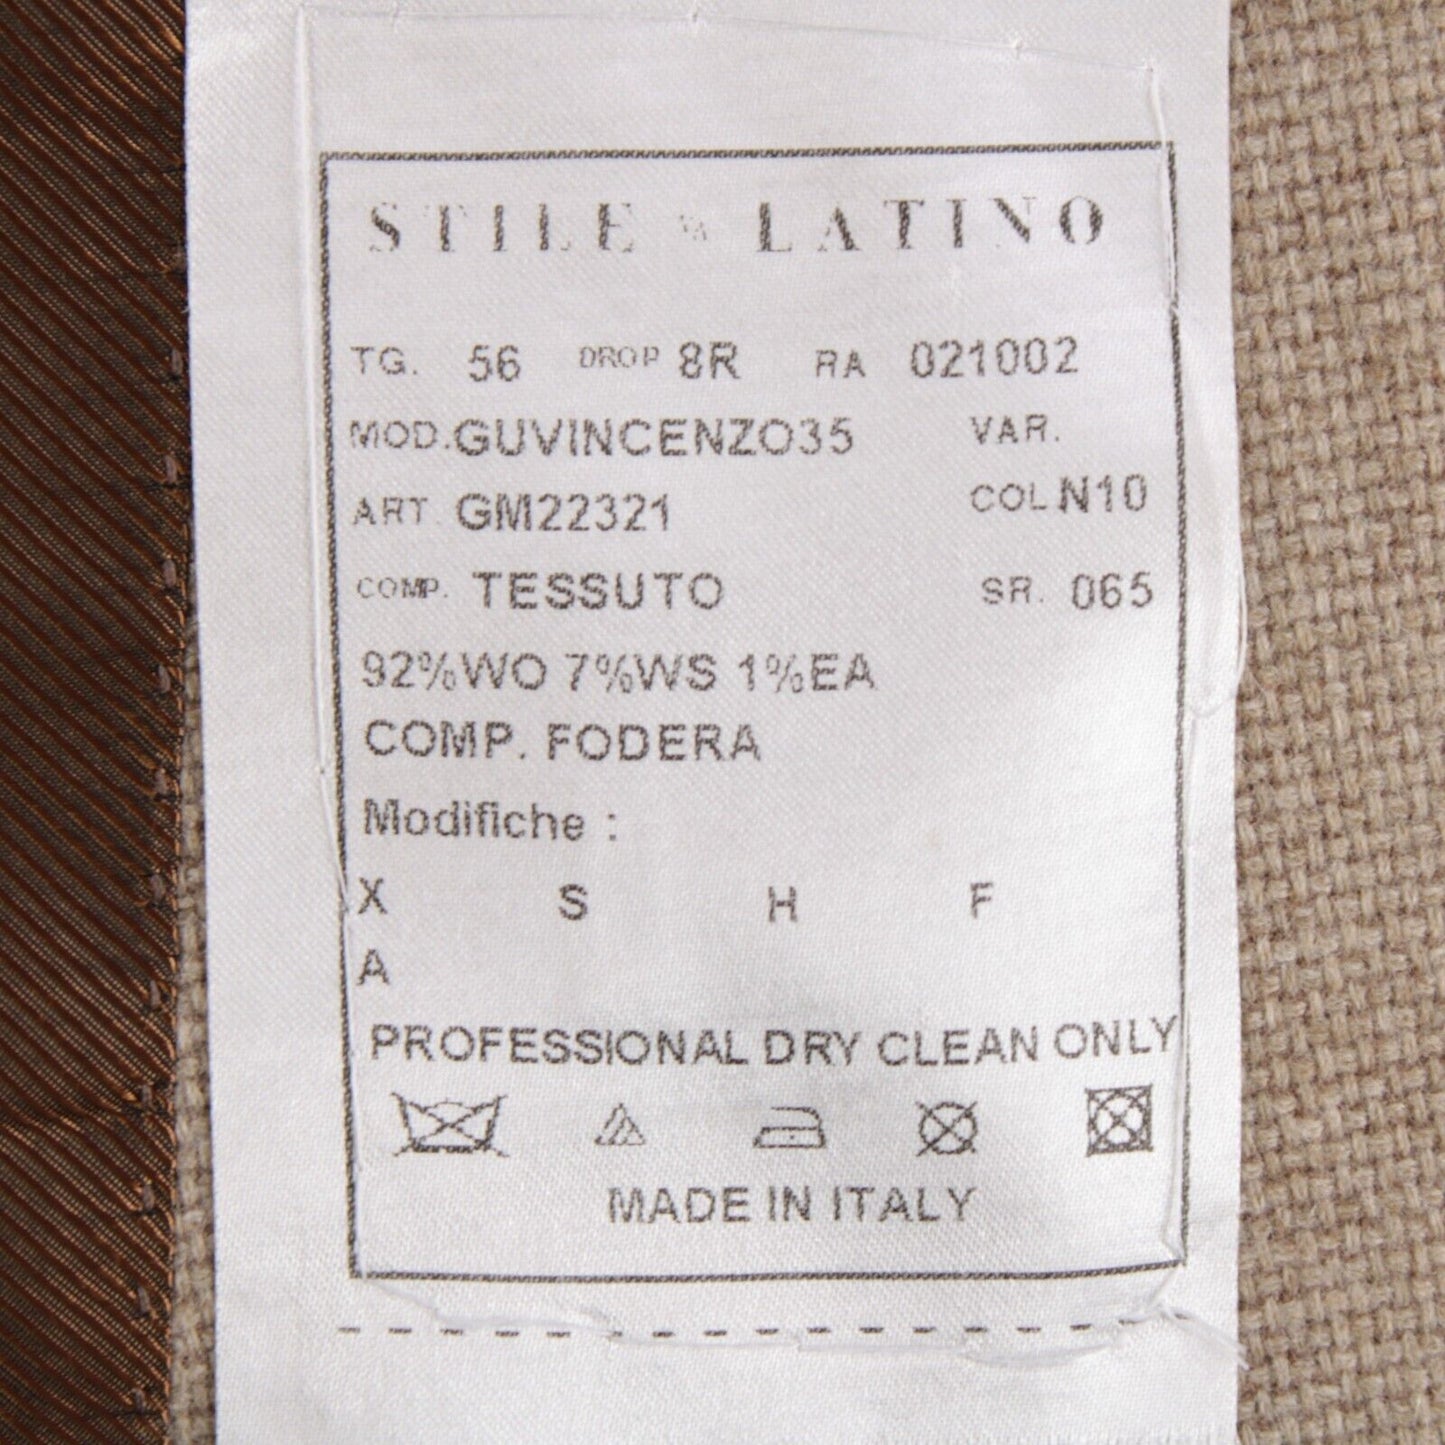 STILE LATINO
TG. 56 DROP 8R RA 021002
MOD. GUVINCENZO35 VAR.
ART. GM22321 COL N10
COMP. TESSUTO SR. 065
92%WO 7%WS 1%EA
COMP. FODERA
Modifiche :
X S H F
A
PROFESSIONAL DRY CLEAN ONLY
MADE IN ITALY